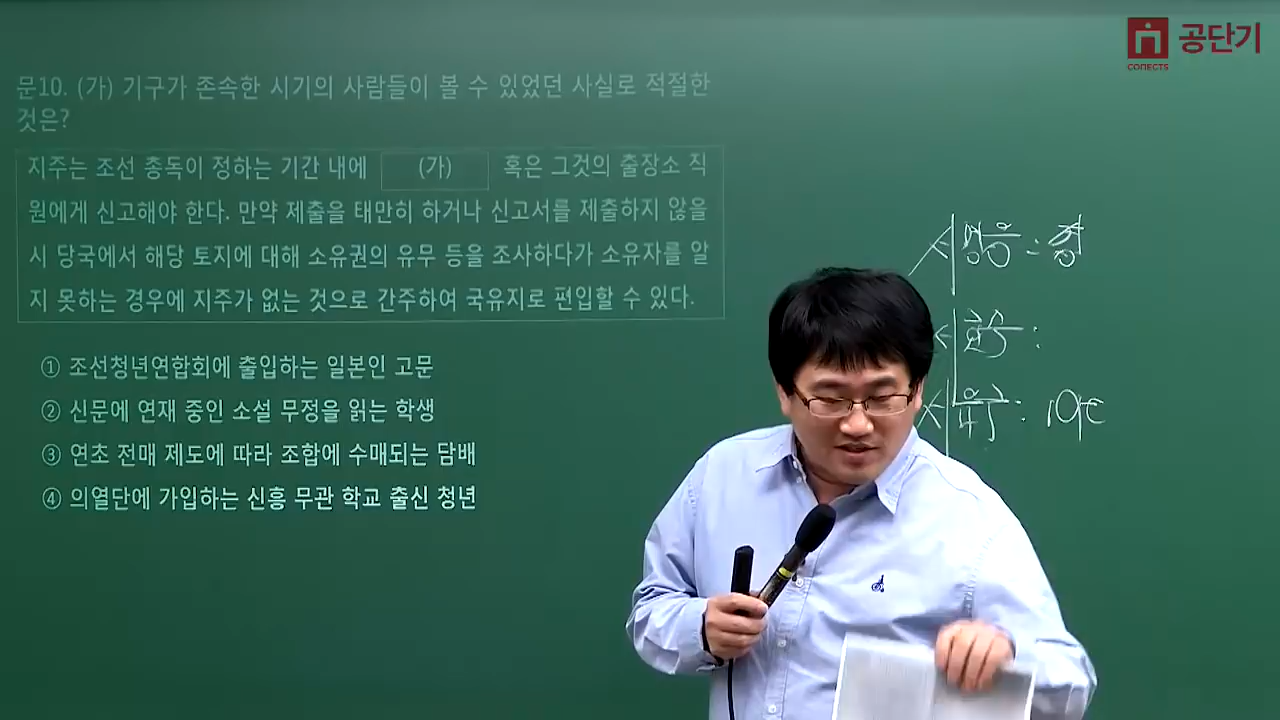 공단기
CONECTS
문10. (가) 기구가 존속한 시기의 사람들이 볼 수 있었던 사실로 적절한
것은?
지주는 조선 총독이 정하는 기간 내에 (가) 혹은 그것의 출장소 직
원에게 신고해야 한다. 만약 제출을 태만히 하거나 신고서를 제출하지 않을
시 당국에서 해당 토지에 대해 소유권의 유무 등을 조사하다가 소유자를 알
지 못하는 경우에 지주가 없는 것으로 간주하여 국유지로 편입할 수 있다.
① 조선청년연합회에 출입하는 일본인 고문
② 신문에 연재 중인 소설 무정을 읽는 학생
③ 연초 전매 제도에 따라 조합에 수매되는 담배
④ 의열단에 가입하는 신흥 무관 학교 출신 청년